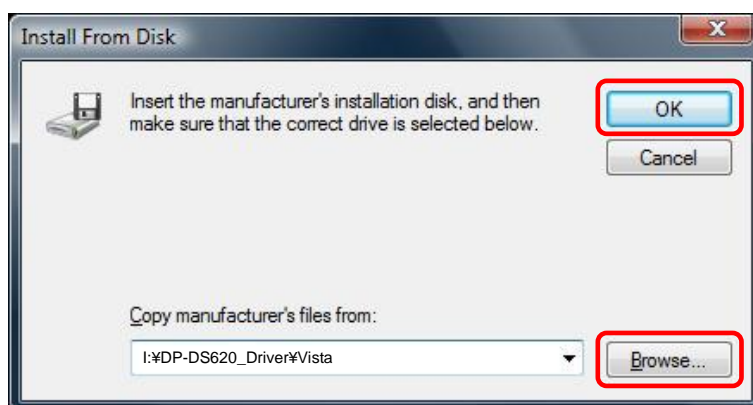 Install From Disk
Insert the manufacturer's installation disk, and then
make sure that the correct drive is selected below.
OK
Cancel
Copy manufacturer's files from:
I:¥DP-DS620_Driver¥Vista
Browse...